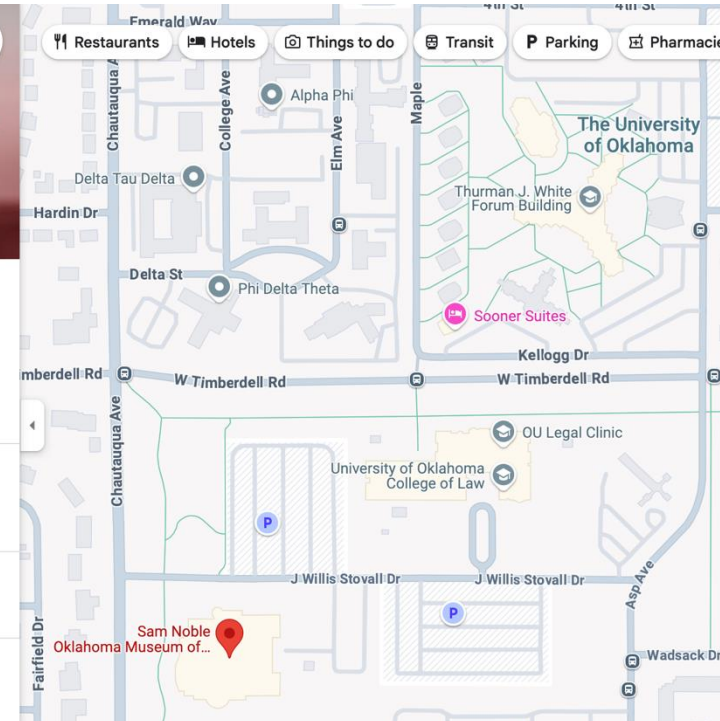 4th St
4th St
Emerald Way
Restaurants
Hotels
Things to do
Transit
Parking
Chautauqua A
College Ave
Elm Ave
Maple
Alpha Phi
The University
of Oklahoma
Delta Tau Delta
Thurman J. White
Forum Building
Hardin Dr
Delta St
Phi Delta Theta
Sooner Suites
Kellogg Dr
mberdell Rd
W Timberdell Rd
W Timberdell Rd
Chautauqua Ave
OU Legal Clinic
University of Oklahoma
College of Law
P
J Willis Stovall Dr
J Willis Stovall Dr
Asp Ave
P
Sam Noble
Oklahoma Museum of...
Fairfield Dr
Wadsack Dr